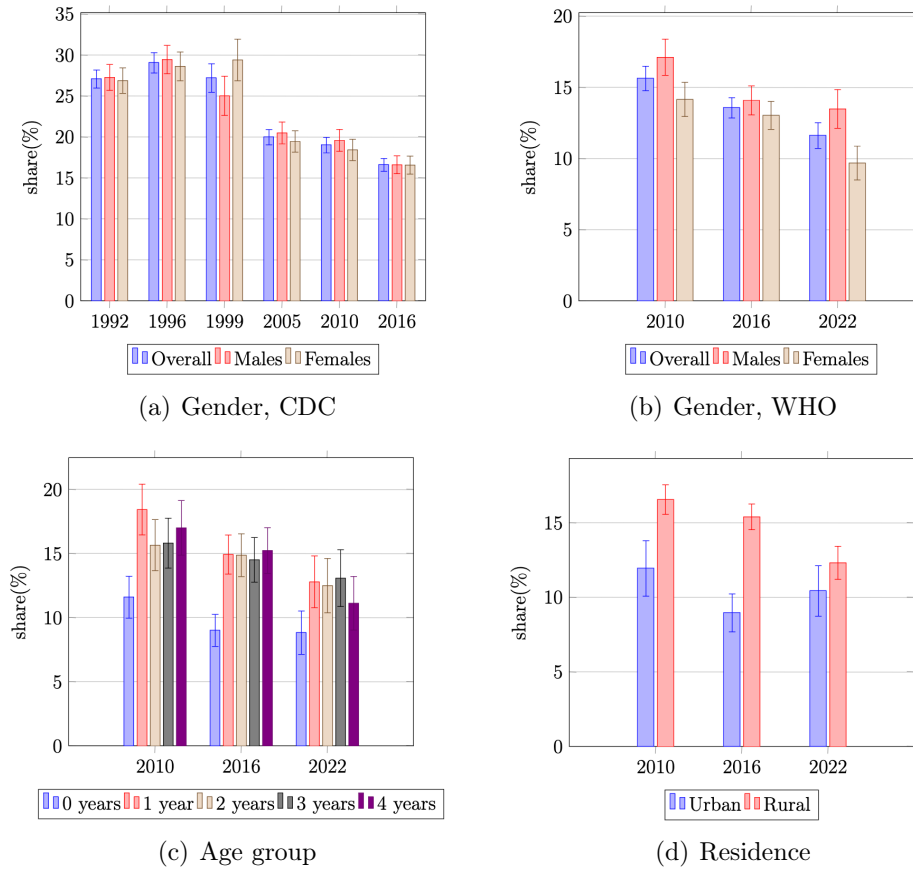 35
30
25
20
15
10
5
0
share(%)
1992 1996 1999 2005 2010 2016
Overall Males Females
(a) Gender, CDC
20
15
10
5
0
share(%)
2010 2016 2022
Overall Males Females
(b) Gender, WHO
20
15
10
5
0
share(%)
2010 2016 2022
0 years 1 year 2 years 3 years 4 years
(c) Age group
15
10
5
0
share(%)
2010 2016 2022
Urban Rural
(d) Residence